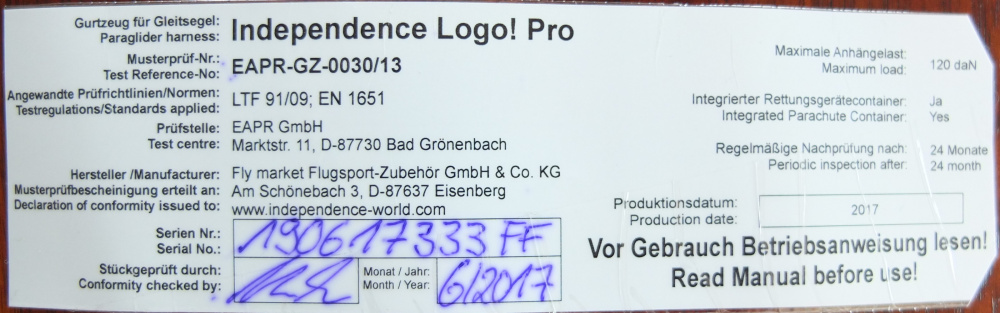 Gurtzeug für Gleitsegel:
Paraglider harness:
Independence Logo! Pro
Musterprüf-Nr.:
Test Reference-No:
EAPR-GZ-0030/13
Angewandte Prüfrichtlinien/Normen:
Testregulations/Standards applied:
LTF 91/09; EN 1651
Prüfstelle: EAPR GmbH
Test centre: Marktstr. 11, D-87730 Bad Grönenbach
Hersteller /Manufacturer: Fly market Flugsport-Zubehör GmbH & Co. KG
Musterprüfbescheinigung erteilt an: Am Schönebach 3, D-87637 Eisenberg
Declaration of conformity issued to: www.independence-world.com
Serien Nr.:
Serial No.:
190617333 FF
Stückgeprüft durch:
Conformity checked by:
Monat / Jahr:
Month / Year:
6/2017
Maximale Anhängelast:
Maximum load:
120 daN
Integrierter Rettungsgerätecontainer: Ja
Integrated Parachute Container: Yes
Regelmäßige Nachprüfung nach: 24 Monate
Periodic inspection after: 24 month
Produktionsdatum:
Production date:
2017
Vor Gebrauch Betriebsanweisung lesen!
Read Manual before use!